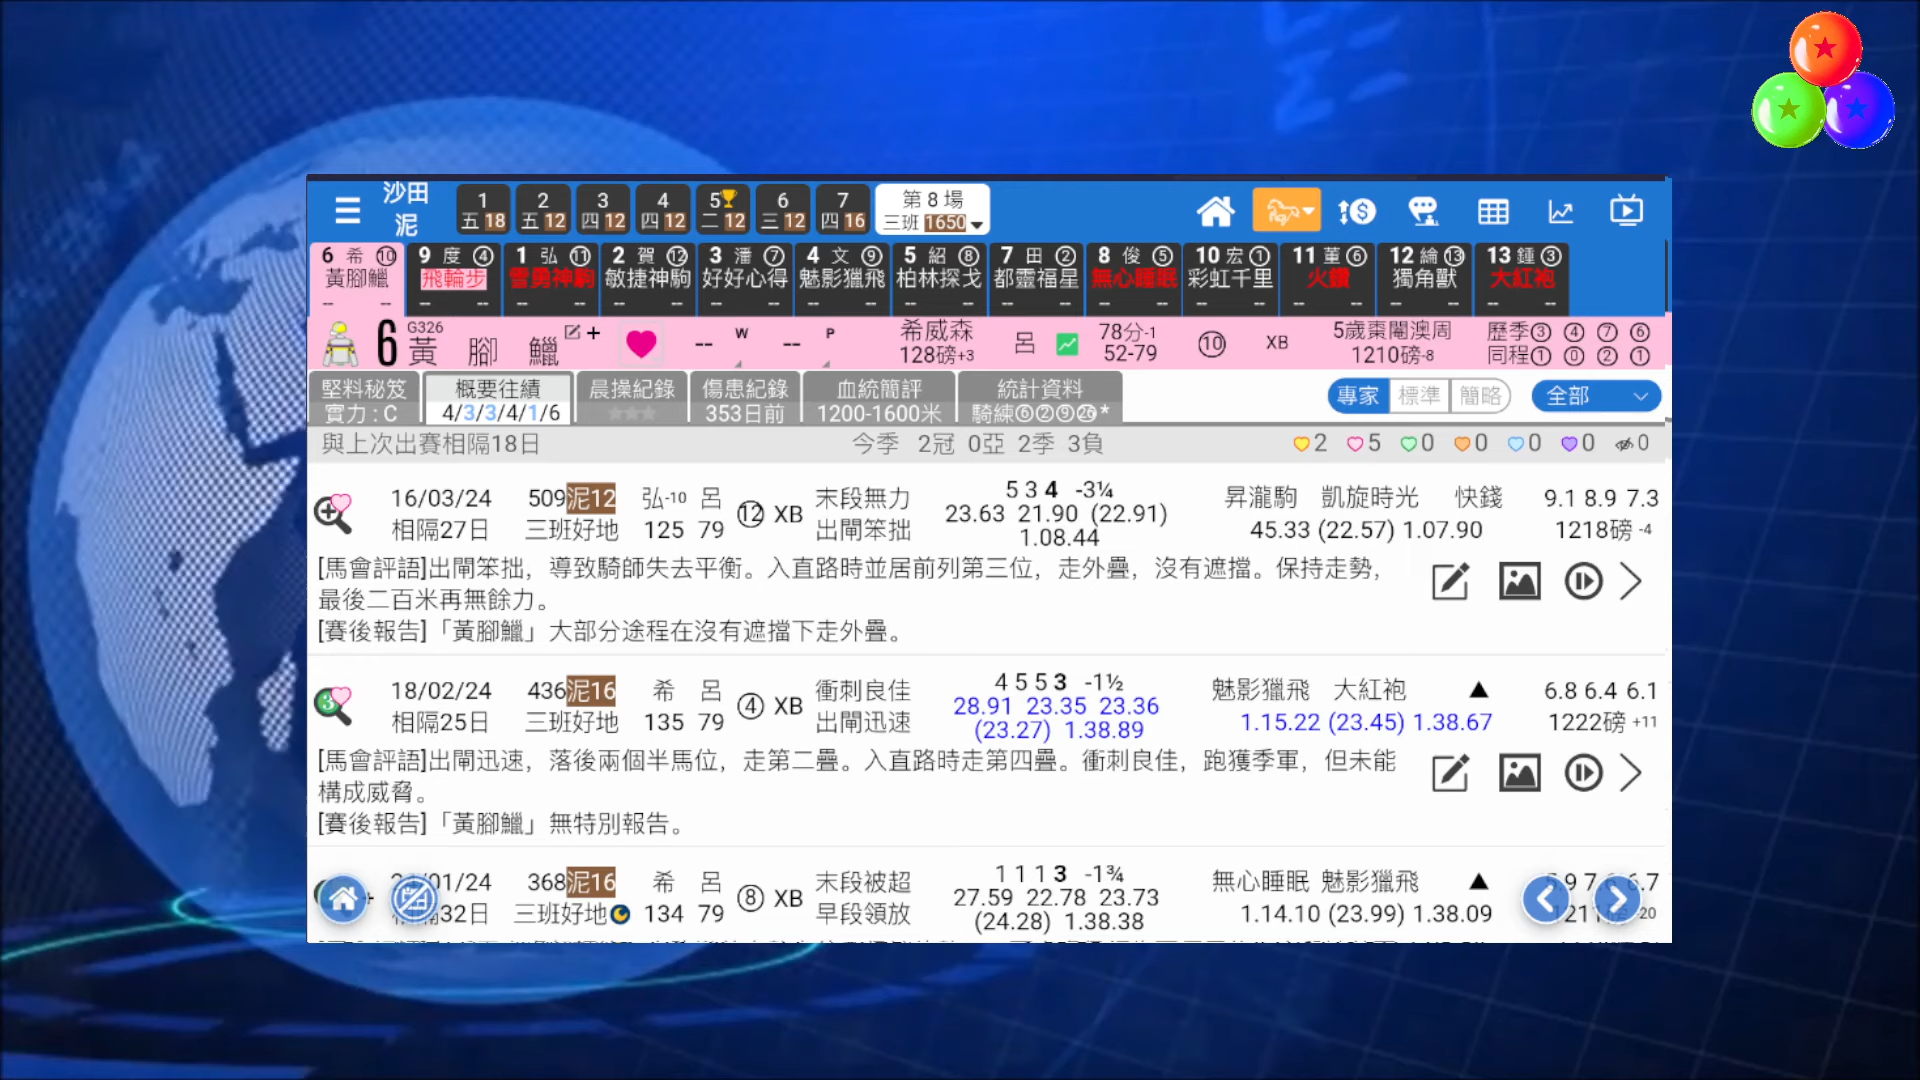 沙田 泥
1 五 18
2 五 12
3 四 12
4 四 12
5 二 12
6 三 12
7 四 16
第 8 場 三班 1650
6 希 ⑩ 黃腳鱲 -- --
9 度 ④ 飛輪步 -- --
1 弘 ⑪ 雪勇神駒 -- --
2 賀 ⑫ 敏捷神駒 -- --
3 潘 ⑦ 好好心得 -- --
4 文 ⑨ 魅影獵飛 -- --
5 紹 ⑧ 柏林探戈 -- --
7 田 ② 都靈福星 -- --
8 俊 ⑤ 無心睡眠 -- --
10 宏 ① 彩虹千里 -- --
11 董 ⑥ 火鑽 -- --
12 綸 ⑬ 獨角獸 -- --
13 鍾 ③ 大紅袍 -- --
6 G326 黃 腳 鱲 + -- W -- P 希威森 128磅+3 呂 78分-1 52-79 ⑩ XB 5歲棗閹澳周 1210磅-8 歷季③ ④ ⑦ ⑥ 同程① ⓪ ② ①
堅料秘笈 實力 : C
概要往績 4/3/3/4/1/6
晨操紀錄 ★★★
傷患紀錄 353日前
血統簡評 1200-1600米
統計資料 騎練⑥②⑨㉖*
專家 標準 簡略 全部
與上次出賽相隔18日 今季 2冠 0亞 2季 3負 2 5 0 0 0 0 0
16/03/24 509泥12 弘-10 呂 ⑫ XB 末段無力 5 3 4 -3¼ 昇瀧駒 凱旋時光 快錢 9.1 8.9 7.3
相隔27日 三班好地 125 79 出閘笨拙 23.63 21.90 (22.91) 1.08.44 45.33 (22.57) 1.07.90 1218磅 -4
[馬會評語]出閘笨拙，導致騎師失去平衡。入直路時並居前列第三位，走外疊，沒有遮擋。保持走勢，
最後二百米再無餘力。
[賽後報告]「黃腳鱲」大部分途程在沒有遮擋下走外疊。
18/02/24 436泥16 希 呂 ④ XB 衝刺良佳 4 5 5 3 -1½ 魅影獵飛 大紅袍 ▲ 6.8 6.4 6.1
相隔25日 三班好地 135 79 出閘迅速 28.91 23.35 23.36 (23.27) 1.38.89 1.15.22 (23.45) 1.38.67 1222磅 +11
[馬會評語]出閘迅速，落後兩個半馬位，走第二疊。入直路時走第四疊。衝刺良佳，跑獲季軍，但未能
構成威脅。
[賽後報告]「黃腳鱲」無特別報告。
/01/24 368泥16 希 呂 ⑧ XB 末段被超 1 1 1 3 -1¾ 無心睡眠 魅影獵飛 ▲
32日 三班好地 134 79 早段領放 27.59 22.78 23.73 (24.28) 1.38.38 1.14.10 (23.99) 1.38.09 -20